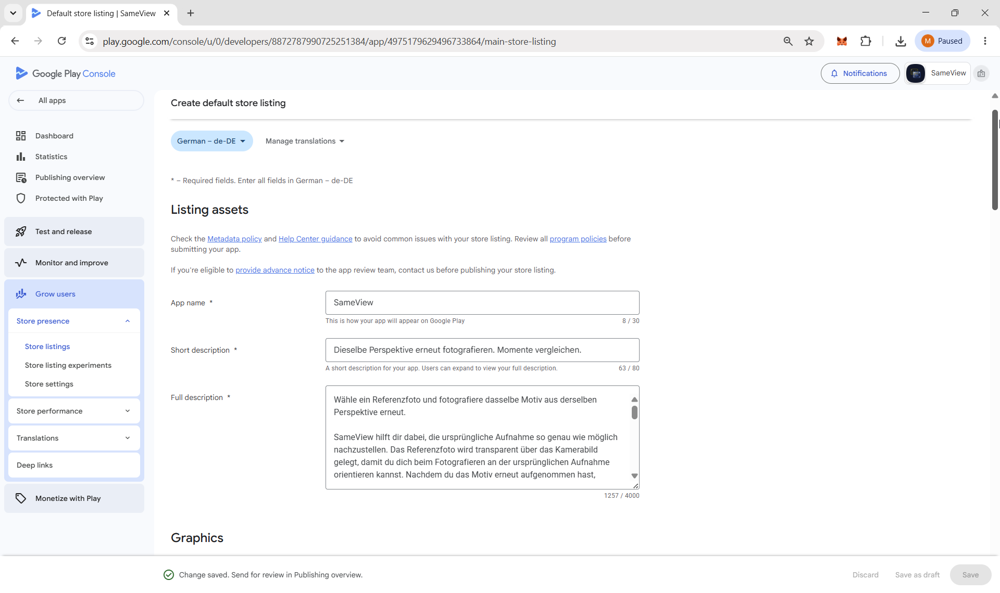 Default store listing | SameView
play.google.com/console/u/0/developers/8872787990725251384/app/4975179629496733864/main-store-listing
M Paused
Google Play Console
Notifications
SameView
All apps
Dashboard
Statistics
Publishing overview
Protected with Play
Test and release
Monitor and improve
Grow users
Store presence
Store listings
Store listing experiments
Store settings
Store performance
Translations
Deep links
Monetize with Play
Create default store listing
German – de-DE
Manage translations
* – Required fields. Enter all fields in German – de-DE
Listing assets
Check the Metadata policy and Help Center guidance to avoid common issues with your store listing. Review all program policies before
submitting your app.
If you're eligible to provide advance notice to the app review team, contact us before publishing your store listing.
App name *
SameView
This is how your app will appear on Google Play
8 / 30
Short description *
Dieselbe Perspektive erneut fotografieren. Momente vergleichen.
A short description for your app. Users can expand to view your full description.
63 / 80
Full description *
Wähle ein Referenzfoto und fotografiere dasselbe Motiv aus derselben
Perspektive erneut.
SameView hilft dir dabei, die ursprüngliche Aufnahme so genau wie möglich
nachzustellen. Das Referenzfoto wird transparent über das Kamerabild
gelegt, damit du dich beim Fotografieren an der ursprünglichen Aufnahme
orientieren kannst. Nachdem du das Motiv erneut aufgenommen hast,
1257 / 4000
Graphics
Change saved. Send for review in Publishing overview.
Discard
Save as draft
Save